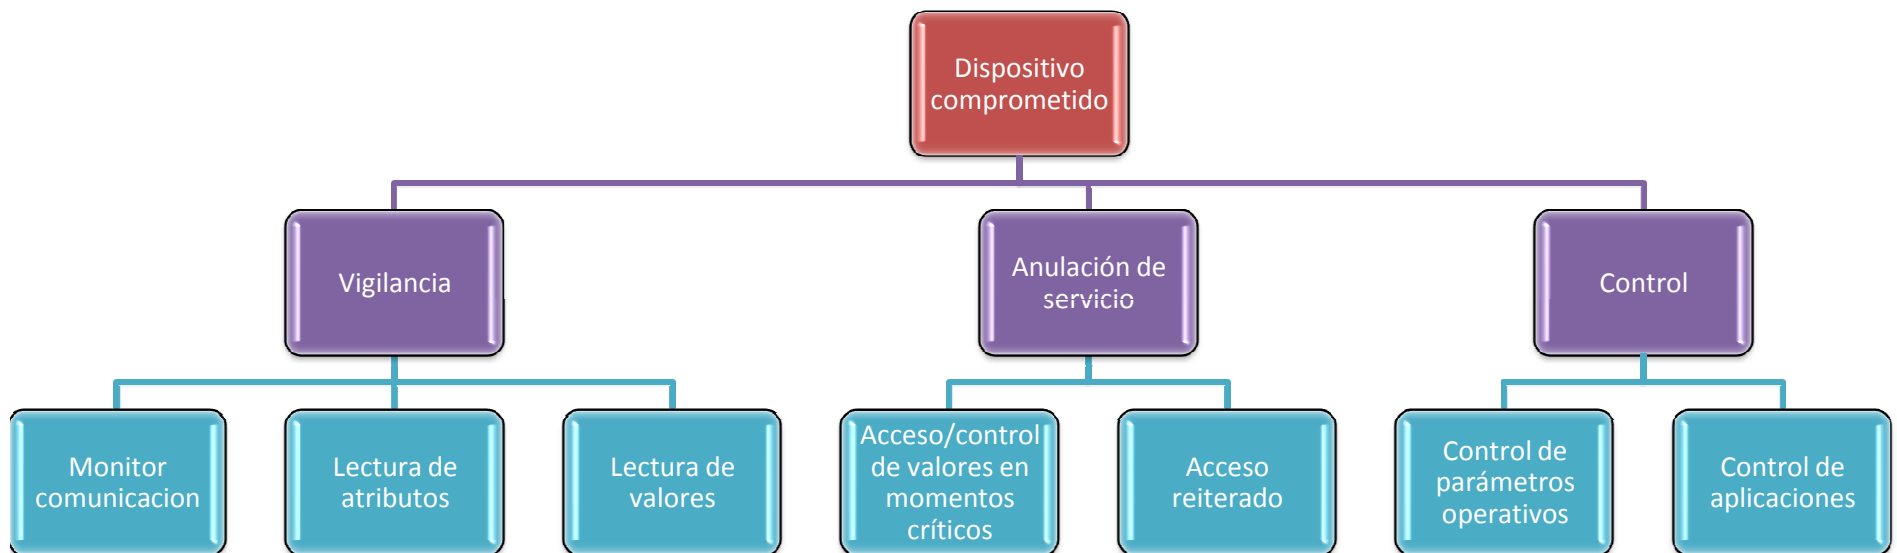 Dispositivo
comprometido
Vigilancia
Anulación de
servicio
Control
Monitor
comunicacion
Lectura de
atributos
Lectura de
valores
Acceso/control
de valores en
momentos
críticos
Acceso
reiterado
Control de
parámetros
operativos
Control de
aplicaciones